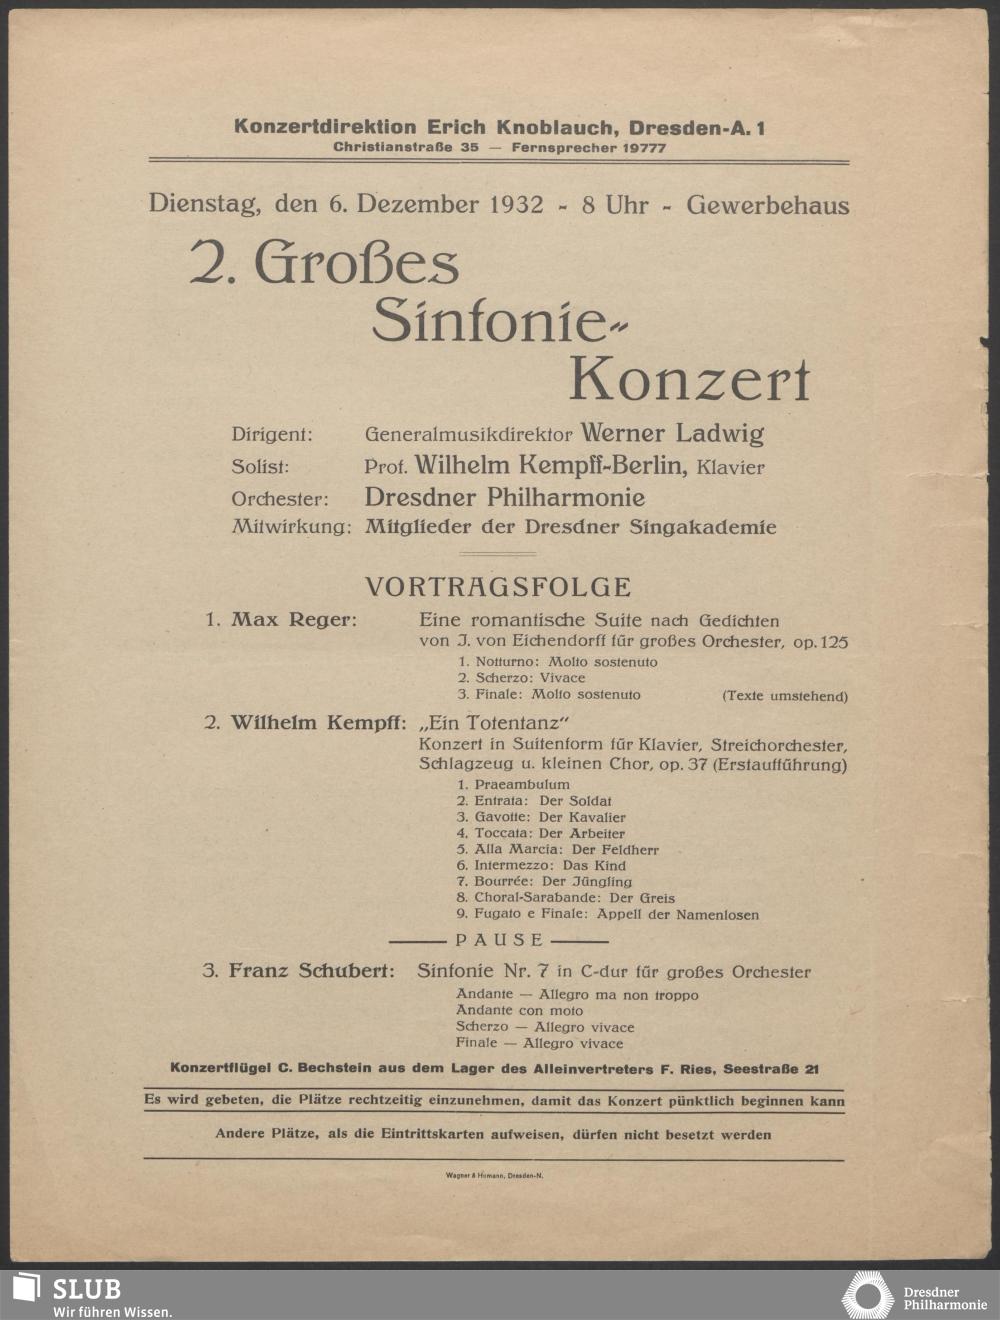 Konzertdirektion Erich Knoblauch, Dresden-A. 1
Christianstraße 35 — Fernsprecher 19777
Dienstag, den 6. Dezember 1932 - 8 Uhr - Gewerbehaus
2. Großes
Sinfonie-
Konzert
Dirigent: Generalmusikdirektor Werner Ladwig
Solist: Prof. Wilhelm Kempff-Berlin, Klavier
Orchester: Dresdner Philharmonie
Mitwirkung: Mitglieder der Dresdner Singakademie
VORTRAGSFOLGE
1. Max Reger: Eine romantische Suite nach Gedichten
von J. von Eichendorff für großes Orchester, op. 125
1. Notturno: Molto sostenuto
2. Scherzo: Vivace
3. Finale: Molto sostenuto (Texte umstehend)
2. Wilhelm Kempff: „Ein Totentanz“
Konzert in Suitenform für Klavier, Streichorchester,
Schlagzeug u. kleinen Chor, op. 37 (Erstaufführung)
1. Praeambulum
2. Entrata: Der Soldat
3. Gavotte: Der Kavalier
4. Toccata: Der Arbeiter
5. Alla Marcia: Der Feldherr
6. Intermezzo: Das Kind
7. Bourrée: Der Jüngling
8. Choral-Sarabande: Der Greis
9. Fugato e Finale: Appell der Namenlosen
— PAUSE —
3. Franz Schubert: Sinfonie Nr. 7 in C-dur für großes Orchester
Andante — Allegro ma non troppo
Andante con moto
Scherzo — Allegro vivace
Finale — Allegro vivace
Konzertflügel C. Bechstein aus dem Lager des Alleinvertreters F. Ries, Seestraße 21
Es wird gebeten, die Plätze rechtzeitig einzunehmen, damit das Konzert pünktlich beginnen kann
Andere Plätze, als die Eintrittskarten aufweisen, dürfen nicht besetzt werden
Wagner & Homann, Dresden-N.
SLUB
Wir führen Wissen.
Dresdner
Philharmonie